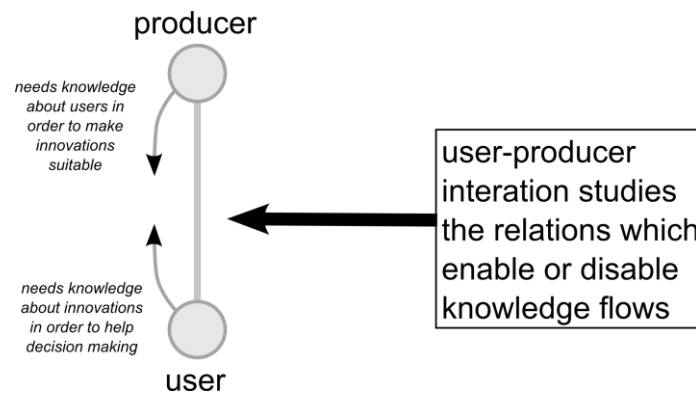 producer
needs knowledge
about users in
order to make
innovations
suitable
user-producer
interation studies
the relations which
enable or disable
knowledge flows
needs knowledge
about innovations
in order to help
decision making
user